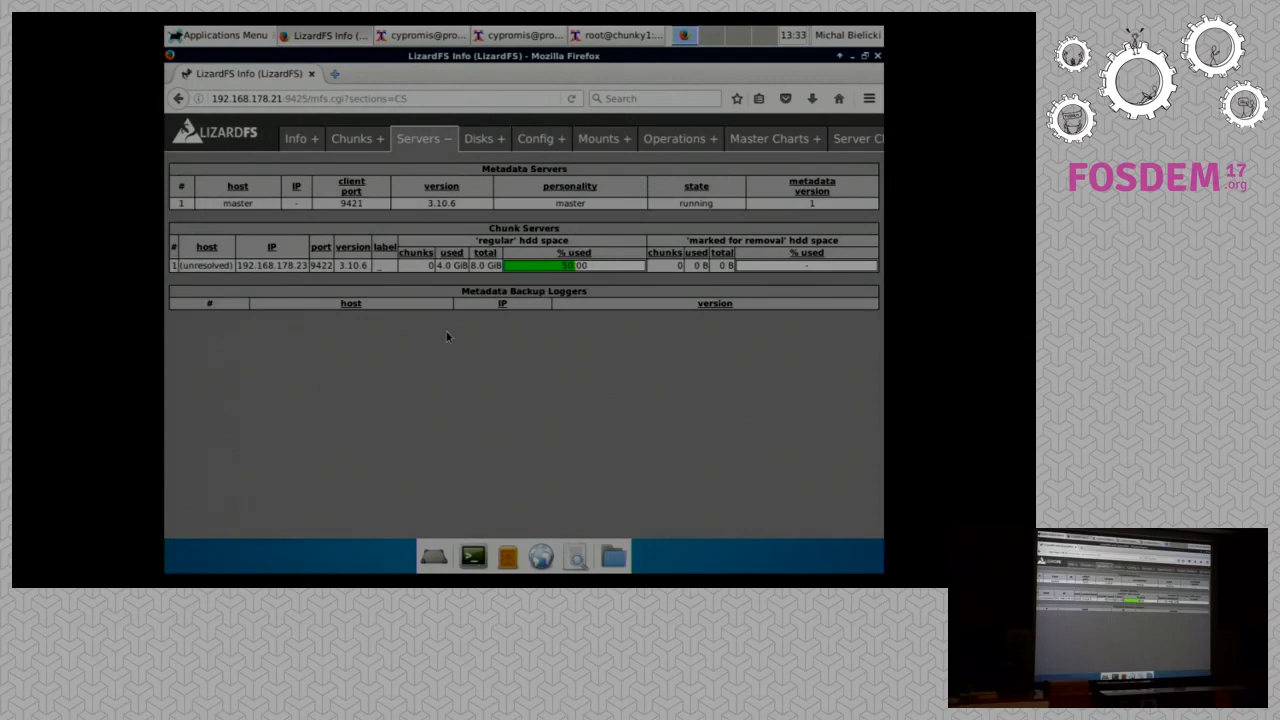 Applications Menu LizardFS Info (... cypromis@pro... cypromis@pro... root@chunky1:... 13:33 Michal Bielicki
LizardFS Info (LizardFS) - Mozilla Firefox
LizardFS Info (LizardFS)
192.168.178.21:9425/mfs.cgi?sections=CS Search
LIZARDFS Info + Chunks + Servers − Disks + Config + Mounts + Operations + Master Charts + Server C
Metadata Servers
# host IP client port version personality state metadata version
1 master - 9421 3.10.6 master running 1
Chunk Servers
'regular' hdd space 'marked for removal' hdd space
# host IP port version label chunks used total % used chunks used total % used
1 (unresolved) 192.168.178.23 9422 3.10.6 _ 0 4.0 GiB 8.0 GiB 50.00 0 0 B 0 B -
Metadata Backup Loggers
# host IP version
FOSDEM 17
.org